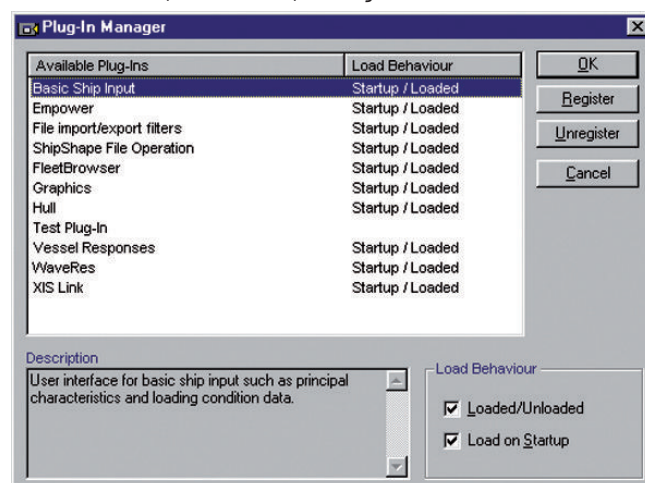 Plug-In Manager
Available Plug-Ins Load Behaviour
Basic Ship Input Startup / Loaded
Empower Startup / Loaded
File import/export filters Startup / Loaded
ShipShape File Operation Startup / Loaded
FleetBrowser Startup / Loaded
Graphics Startup / Loaded
Hull Startup / Loaded
Test Plug-In
Vessel Responses Startup / Loaded
WaveRes Startup / Loaded
XIS Link Startup / Loaded
OK
Register
Unregister
Cancel
Description
User interface for basic ship input such as principal
characteristics and loading condition data.
Load Behaviour
Loaded/Unloaded
Load on Startup